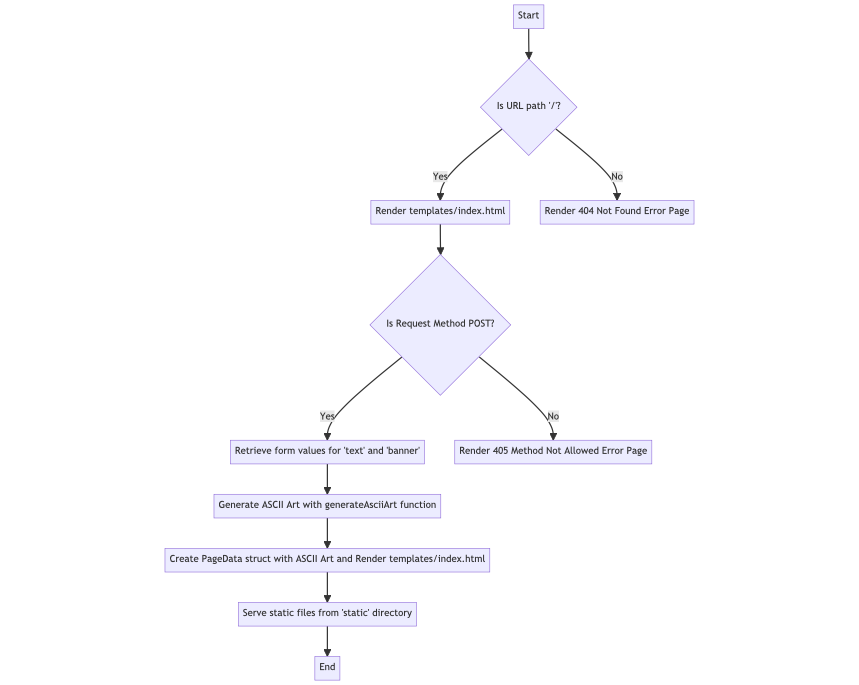 Start
Is URL path '/'?
Yes
No
Render templates/index.html
Render 404 Not Found Error Page
Is Request Method POST?
Yes
No
Retrieve form values for 'text' and 'banner'
Render 405 Method Not Allowed Error Page
Generate ASCII Art with generateAsciiArt function
Create PageData struct with ASCII Art and Render templates/index.html
Serve static files from 'static' directory
End